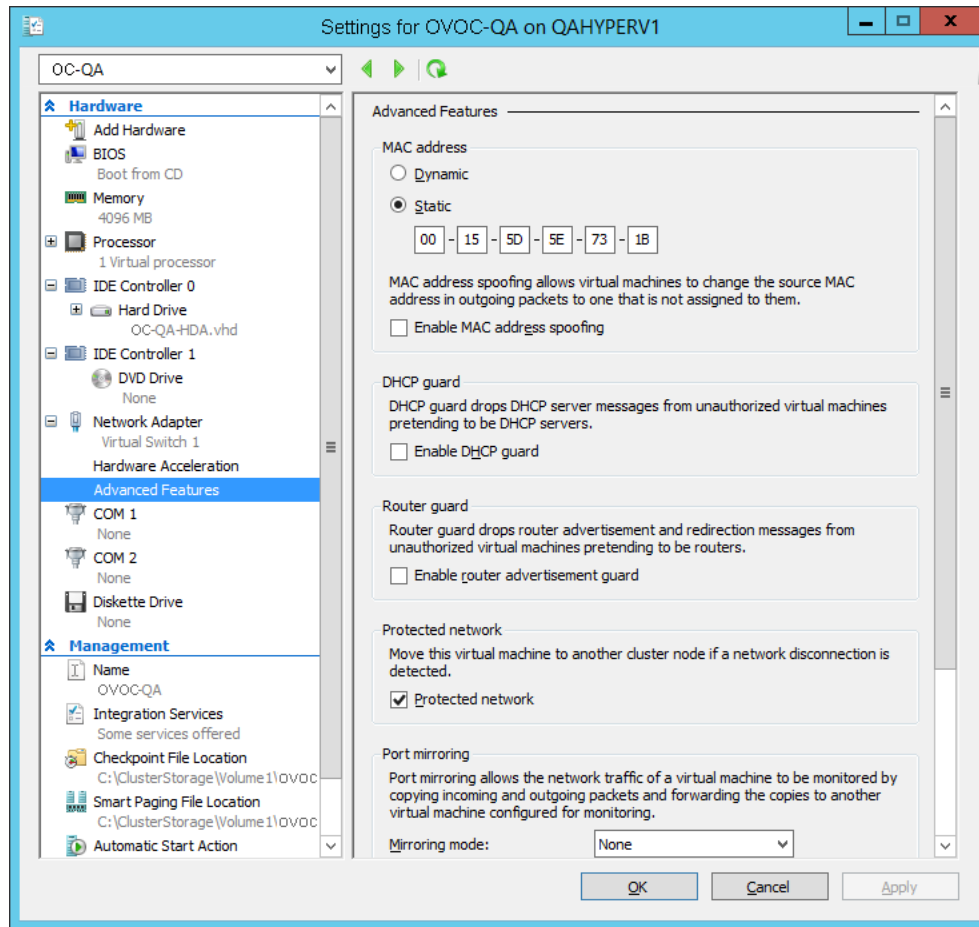 Settings for OVOC-QA on QAHYPERV1
OC-QA
Hardware
Add Hardware
BIOS
Boot from CD
Memory
4096 MB
Processor
1 Virtual processor
IDE Controller 0
Hard Drive
OC-QA-HDA.vhd
IDE Controller 1
DVD Drive
None
Network Adapter
Virtual Switch 1
Hardware Acceleration
Advanced Features
COM 1
None
COM 2
None
Diskette Drive
None
Management
Name
OVOC-QA
Integration Services
Some services offered
Checkpoint File Location
C:\ClusterStorage\Volume1\OVOC
Smart Paging File Location
C:\ClusterStorage\Volume1\OVOC
Automatic Start Action
Advanced Features
MAC address
Dynamic
Static
00 - 15 - 5D - 5E - 73 - 1B
MAC address spoofing allows virtual machines to change the source MAC
address in outgoing packets to one that is not assigned to them.
Enable MAC address spoofing
DHCP guard
DHCP guard drops DHCP server messages from unauthorized virtual machines
pretending to be DHCP servers.
Enable DHCP guard
Router guard
Router guard drops router advertisement and redirection messages from
unauthorized virtual machines pretending to be routers.
Enable router advertisement guard
Protected network
Move this virtual machine to another cluster node if a network disconnection is
detected.
Protected network
Port mirroring
Port mirroring allows the network traffic of a virtual machine to be monitored by
copying incoming and outgoing packets and forwarding the copies to another
virtual machine configured for monitoring.
Mirroring mode: None
OK Cancel Apply